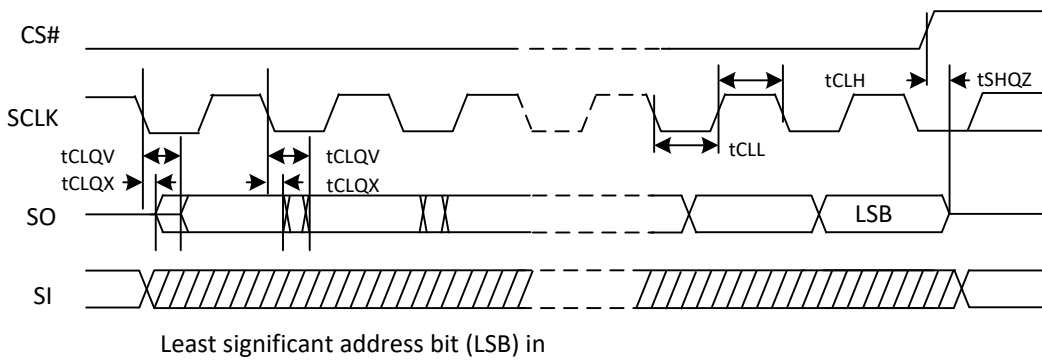 CS#
tCLH
tSHQZ
SCLK
tCLQV
tCLQV
tCLL
tCLQX
tCLQX
SO
LSB
SI
Least significant address bit (LSB) in